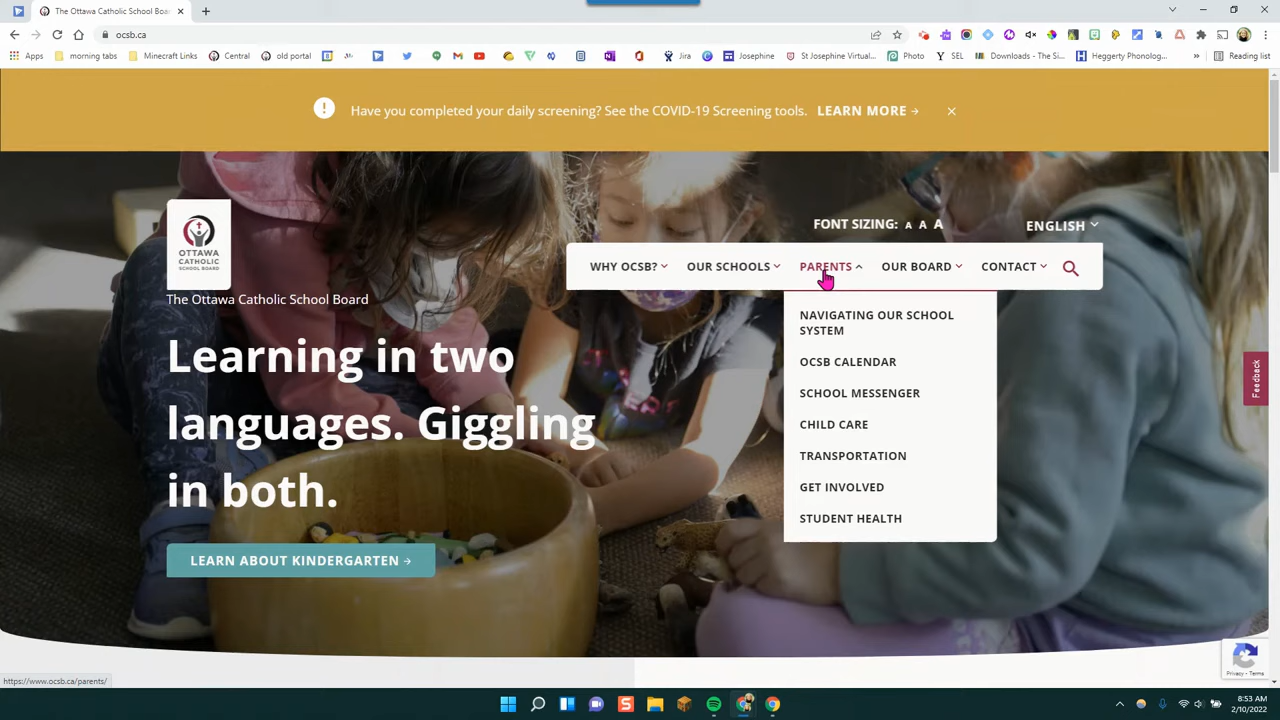 The Ottawa Catholic School Boa
ocsb.ca
Apps morning tabs Minecraft Links Central old portal Jira Josephine St Josephine Virtual... Photo SEL Downloads - The Si... Heggerty Phonolog... Reading list
Have you completed your daily screening? See the COVID-19 Screening tools. LEARN MORE →
FONT SIZING: A A A ENGLISH
OTTAWA
CATHOLIC
SCHOOL
BOARD
WHY OCSB? OUR SCHOOLS PARENTS OUR BOARD CONTACT
The Ottawa Catholic School Board
NAVIGATING OUR SCHOOL
SYSTEM
OCSB CALENDAR
SCHOOL MESSENGER
CHILD CARE
TRANSPORTATION
GET INVOLVED
STUDENT HEALTH
Learning in two
languages. Giggling
in both.
LEARN ABOUT KINDERGARTEN →
Feedback
Privacy - Terms
https://www.ocsb.ca/parents/
8:53 AM
2/10/2022